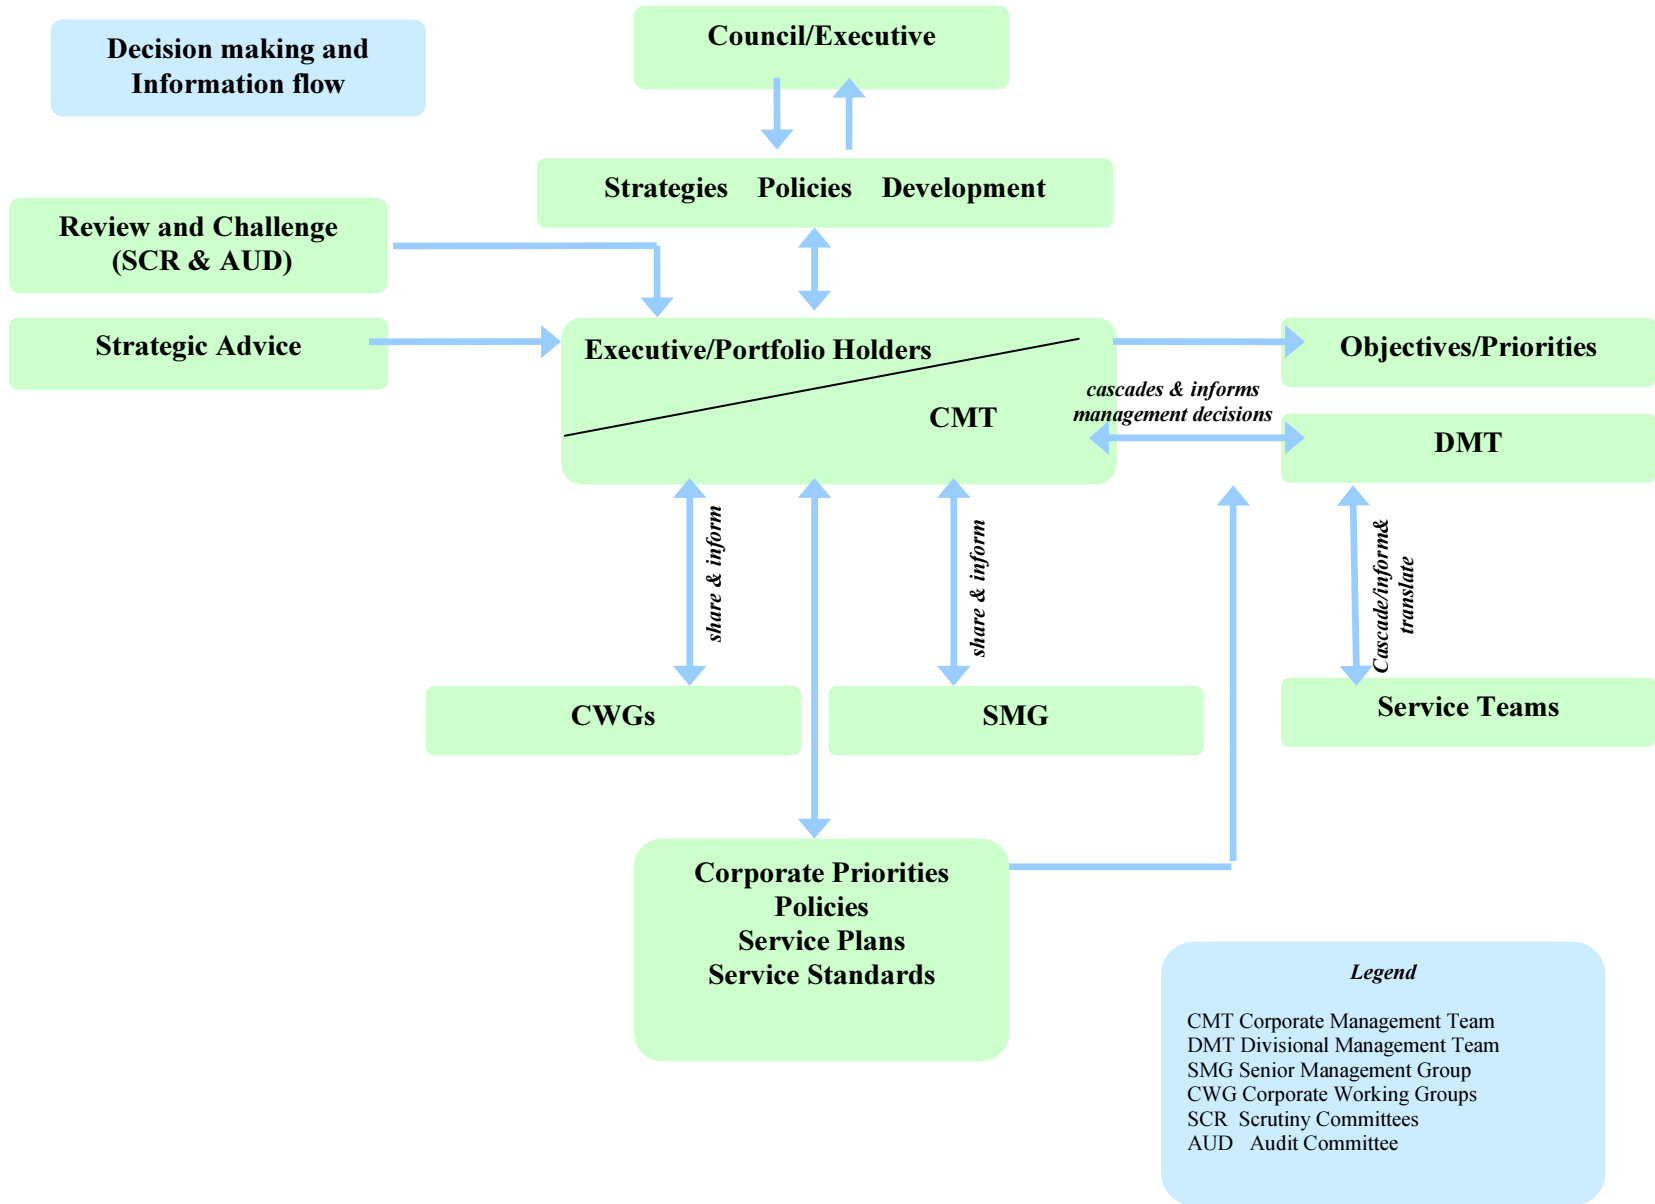 Decision making and
Information flow
Council/Executive
Strategies Policies Development
Review and Challenge
(SCR & AUD)
Strategic Advice
Executive/Portfolio Holders
CMT
Objectives/Priorities
cascades & informs
management decisions
DMT
share & inform
share & inform
Cascade/inform&
translate
CWGs
SMG
Service Teams
Corporate Priorities
Policies
Service Plans
Service Standards
Legend
CMT Corporate Management Team
DMT Divisional Management Team
SMG Senior Management Group
CWG Corporate Working Groups
SCR Scrutiny Committees
AUD Audit Committee